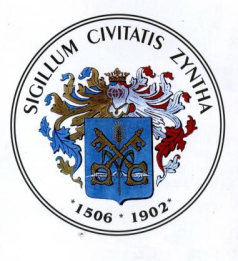 SIGILLUM CIVITATIS ZYNTHA
* 1506 * 1902 *